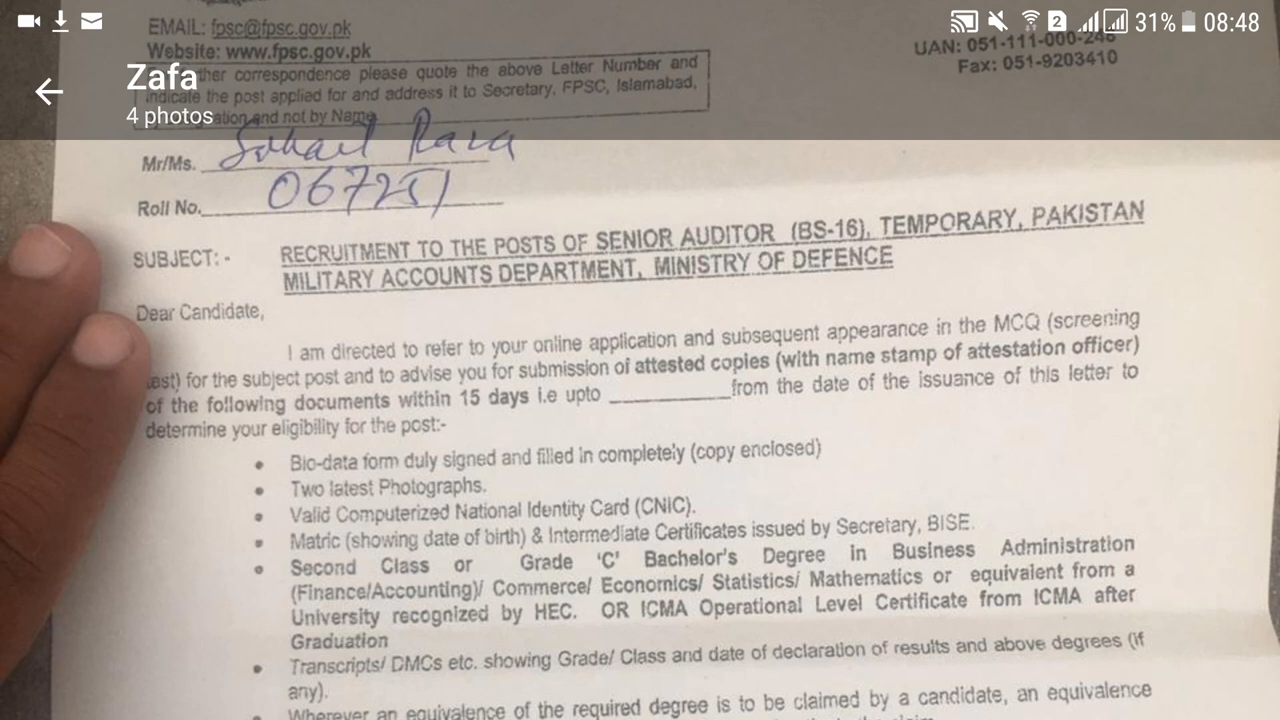 31% 08:48
EMAIL: fpsc@fpsc.gov.pk
Website: www.fpsc.gov.pk
UAN: 051-111-000-248
Fax: 051-9203410
Zafa
4 photos
ther correspondence please quote the above Letter Number and
indicate the post applied for and address it to Secretary, FPSC, Islamabad,
and not by Name
Mr/Ms. Sohail Raza
Roll No. 067251
SUBJECT: - RECRUITMENT TO THE POSTS OF SENIOR AUDITOR (BS-16), TEMPORARY, PAKISTAN
MILITARY ACCOUNTS DEPARTMENT, MINISTRY OF DEFENCE
Dear Candidate,
I am directed to refer to your online application and subsequent appearance in the MCQ (screening
test) for the subject post and to advise you for submission of attested copies (with name stamp of attestation officer)
of the following documents within 15 days i.e upto __________from the date of the issuance of this letter to
determine your eligibility for the post:-
• Bio-data form duly signed and filled in completely (copy enclosed)
• Two latest Photographs.
• Valid Computerized National Identity Card (CNIC).
• Matric (showing date of birth) & Intermediate Certificates issued by Secretary, BISE.
• Second Class or Grade 'C' Bachelor's Degree in Business Administration
(Finance/Accounting)/ Commerce/ Economics/ Statistics/ Mathematics or equivalent from a
University recognized by HEC. OR ICMA Operational Level Certificate from ICMA after
Graduation
• Transcripts/ DMCs etc. showing Grade/ Class and date of declaration of results and above degrees (if
any).
• Wherever an equivalence of the required degree is to be claimed by a candidate, an equivalence